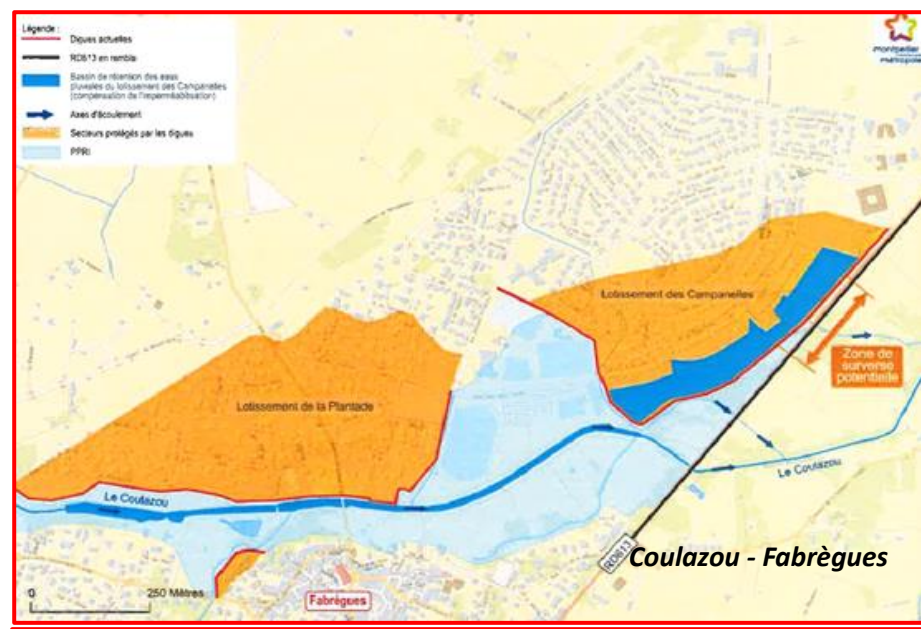 Légende :
Digues actuelles
RD613 en remblai
Bassin de rétention des eaux
pluviales du lotissement des Campanelles
(compensation de l'imperméabilisation)
Axes d'écoulement
Secteurs protégés par les digues
PPRI
montpellier
métropole
Lotissement des Campanelles
Zone de
surverse
potentielle
Lotissement de la Plantade
Le Coulazou
Le Coulazou
RD613
Coulazou - Fabrègues
Fabrègues
0 250 Mètres